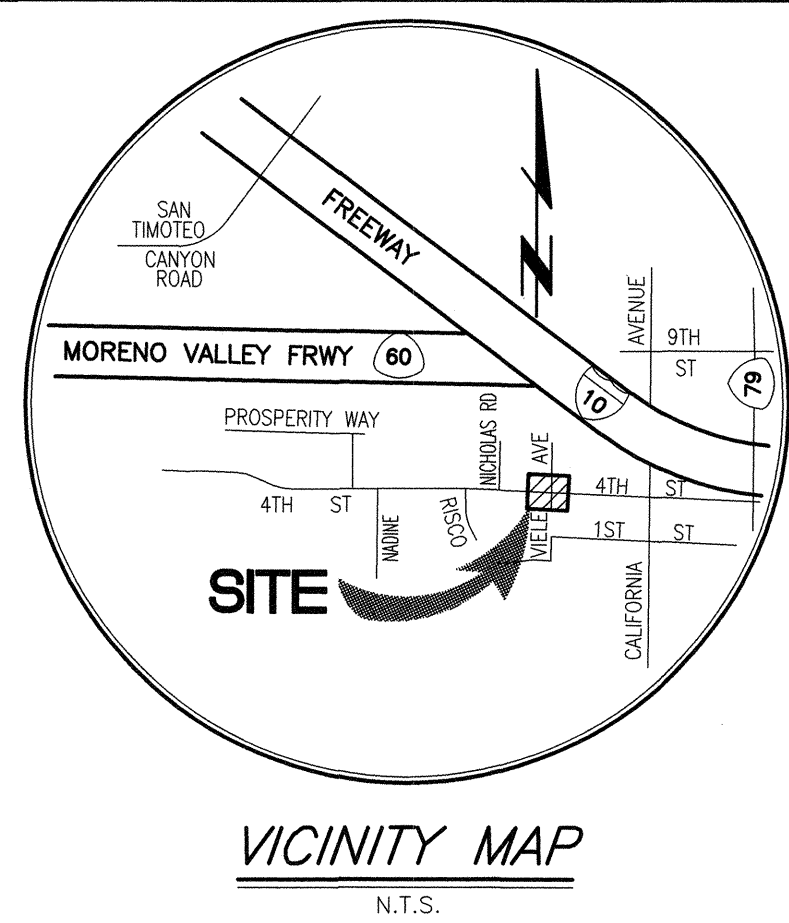 SAN
TIMOTEO
CANYON
ROAD
FREEWAY
N
AVENUE
9TH
ST
MORENO VALLEY FRWY 60
79
10
PROSPERITY WAY
NICHOLAS RD
AVE
4TH ST
4TH ST
NADINE
RISCO
VIELE
1ST ST
SITE
CALIFORNIA
VICINITY MAP
N.T.S.